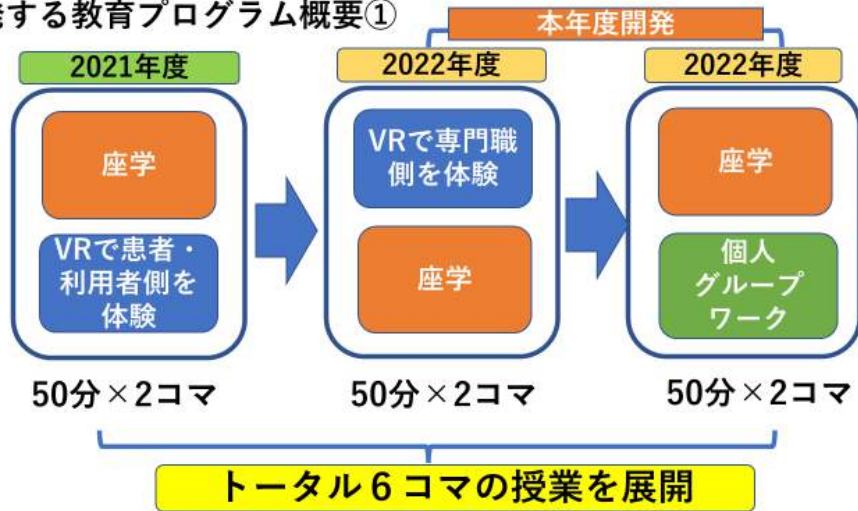 する教育プログラム概要①
本年度開発
2021年度
座学
VRで患者・
利用者側を
体験
50分×2コマ
2022年度
VRで専門職
側を体験
座学
50分×2コマ
2022年度
座学
個人
グループ
ワーク
50分×2コマ
トータル6コマの授業を展開